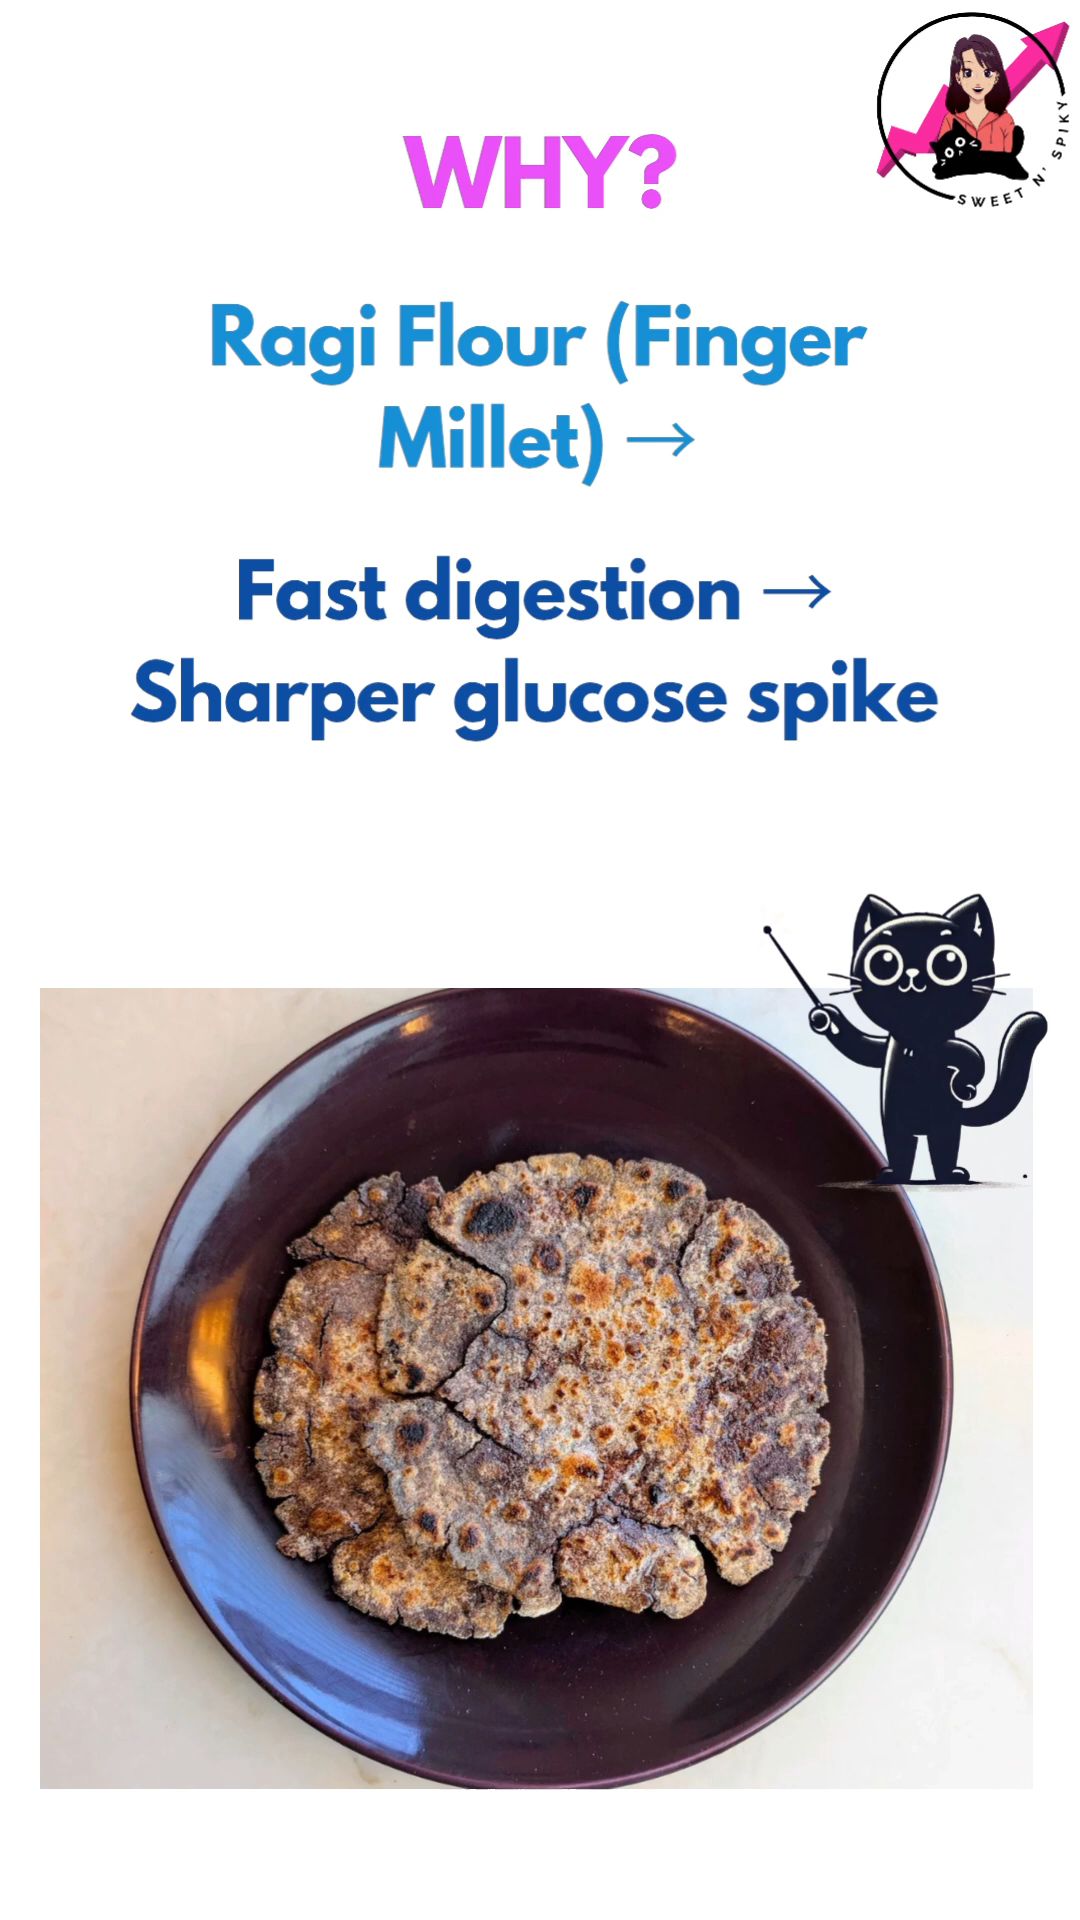 SWEET N' SPIKY
WHY?
Ragi Flour (Finger
Millet) →
Fast digestion →
Sharper glucose spike